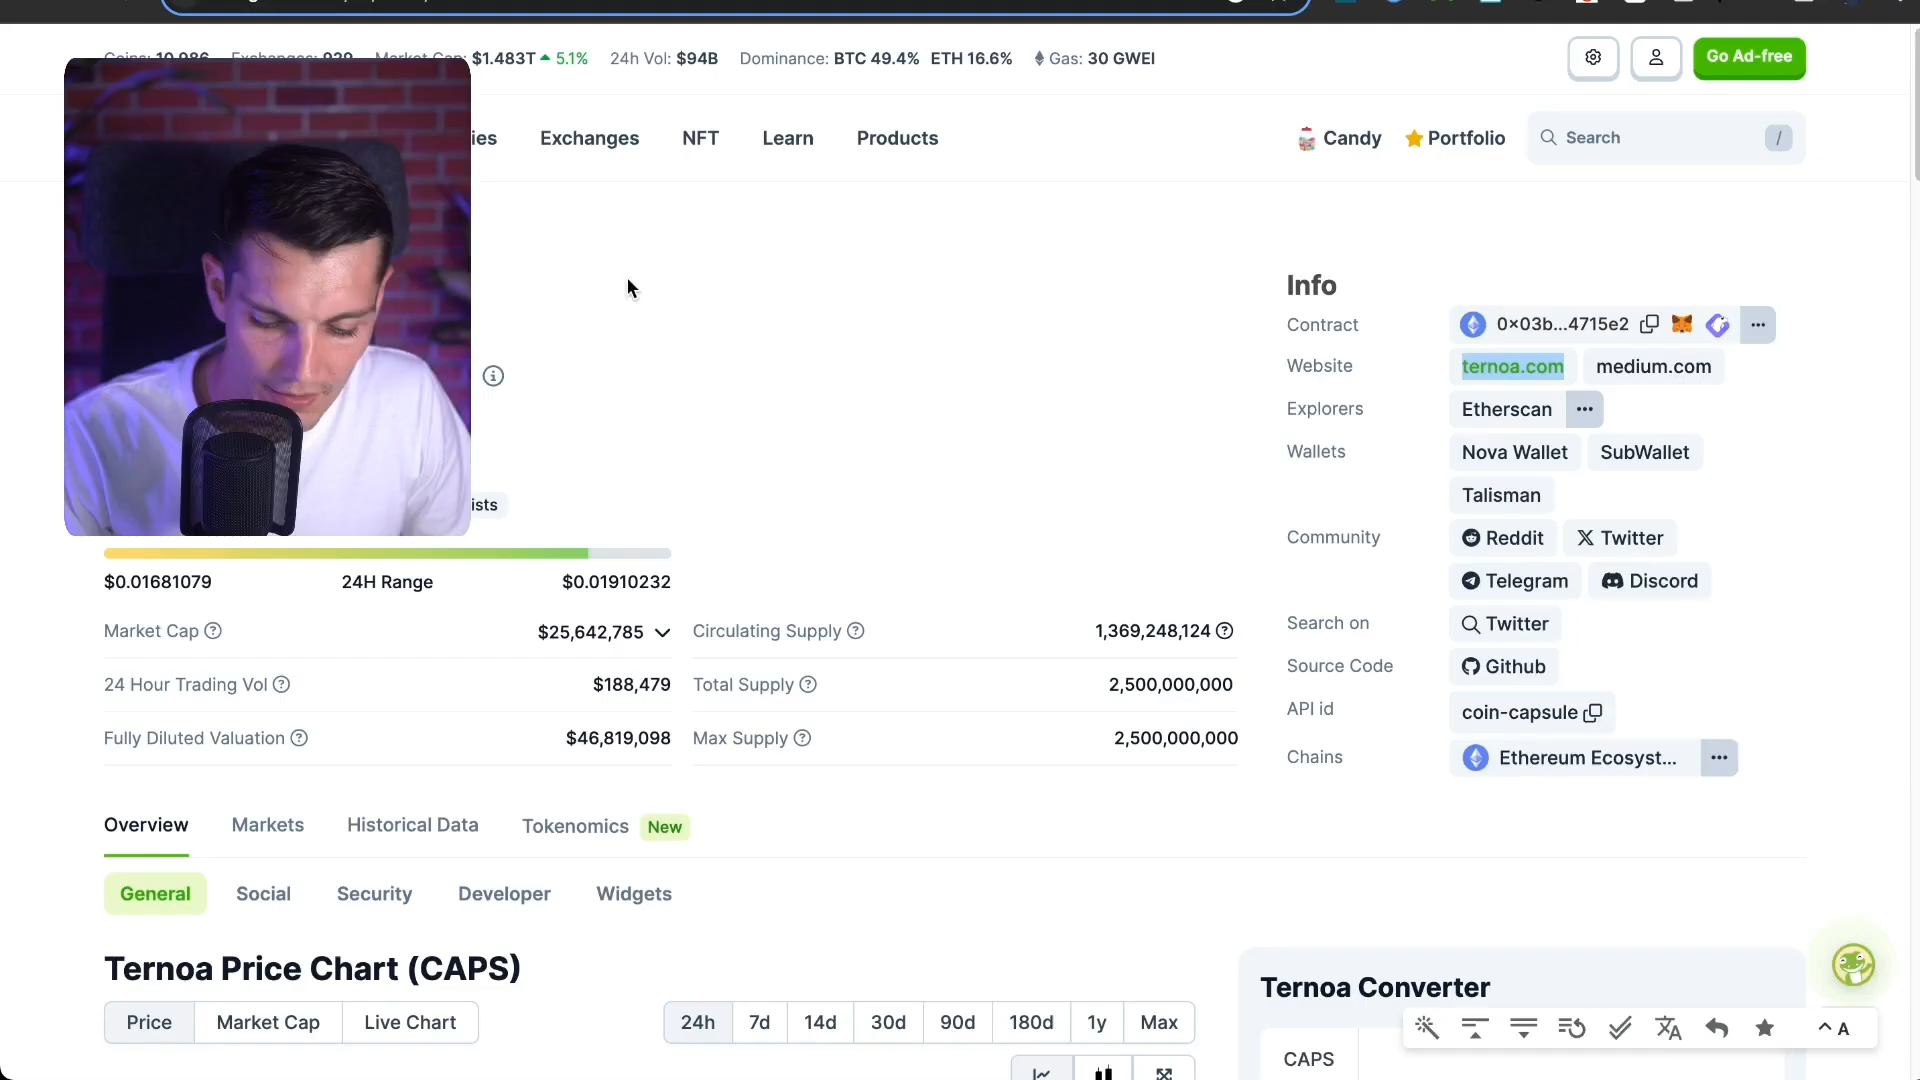 Coins: 10,986 Exchanges: 929 Market Cap: $1.483T 5.1% 24h Vol: $94B Dominance: BTC 49.4% ETH 16.6% Gas: 30 GWEI
Go Ad-free
ies Exchanges NFT Learn Products
Candy Portfolio Search /
Info
Contract 0x03b...4715e2
Website ternoa.com medium.com
Explorers Etherscan
Wallets Nova Wallet SubWallet
Talisman
ists
Community Reddit Twitter
Telegram Discord
$0.01681079 24H Range $0.01910232
Search on Twitter
Market Cap $25,642,785 Circulating Supply 1,369,248,124
Source Code Github
24 Hour Trading Vol $188,479 Total Supply 2,500,000,000
API id coin-capsule
Fully Diluted Valuation $46,819,098 Max Supply 2,500,000,000
Chains Ethereum Ecosyst...
Overview Markets Historical Data Tokenomics New
General Social Security Developer Widgets
Ternoa Price Chart (CAPS)
Ternoa Converter
Price Market Cap Live Chart
24h 7d 14d 30d 90d 180d 1y Max
A
CAPS